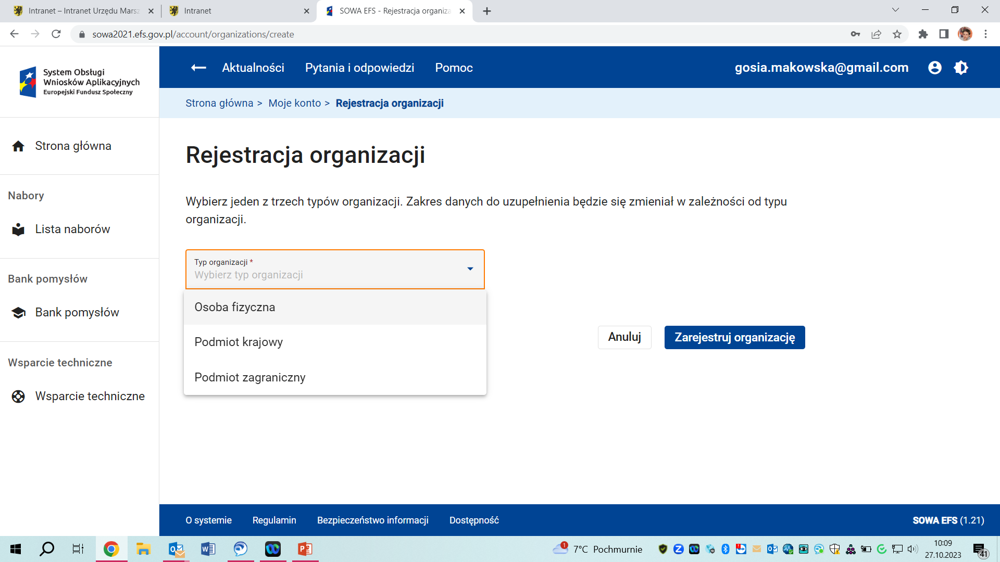 Intranet – Intranet Urzędu Marsz
Intranet
SOWA EFS - Rejestracja organiza
sowa2021.efs.gov.pl/account/organizations/create
System Obsługi
Wniosków Aplikacyjnych
Europejski Fundusz Społeczny
Aktualności
Pytania i odpowiedzi
Pomoc
gosia.makowska@gmail.com
Strona główna > Moje konto > Rejestracja organizacji
Strona główna
Nabory
Lista naborów
Bank pomysłów
Bank pomysłów
Wsparcie techniczne
Wsparcie techniczne
Rejestracja organizacji
Wybierz jeden z trzech typów organizacji. Zakres danych do uzupełnienia będzie się zmieniał w zależności od typu
organizacji.
Typ organizacji *
Wybierz typ organizacji
Osoba fizyczna
Podmiot krajowy
Podmiot zagraniczny
Anuluj
Zarejestruj organizację
O systemie
Regulamin
Bezpieczeństwo informacji
Dostępność
SOWA EFS (1.21)
1
7°C Pochmurnie
10:09
27.10.2023
41